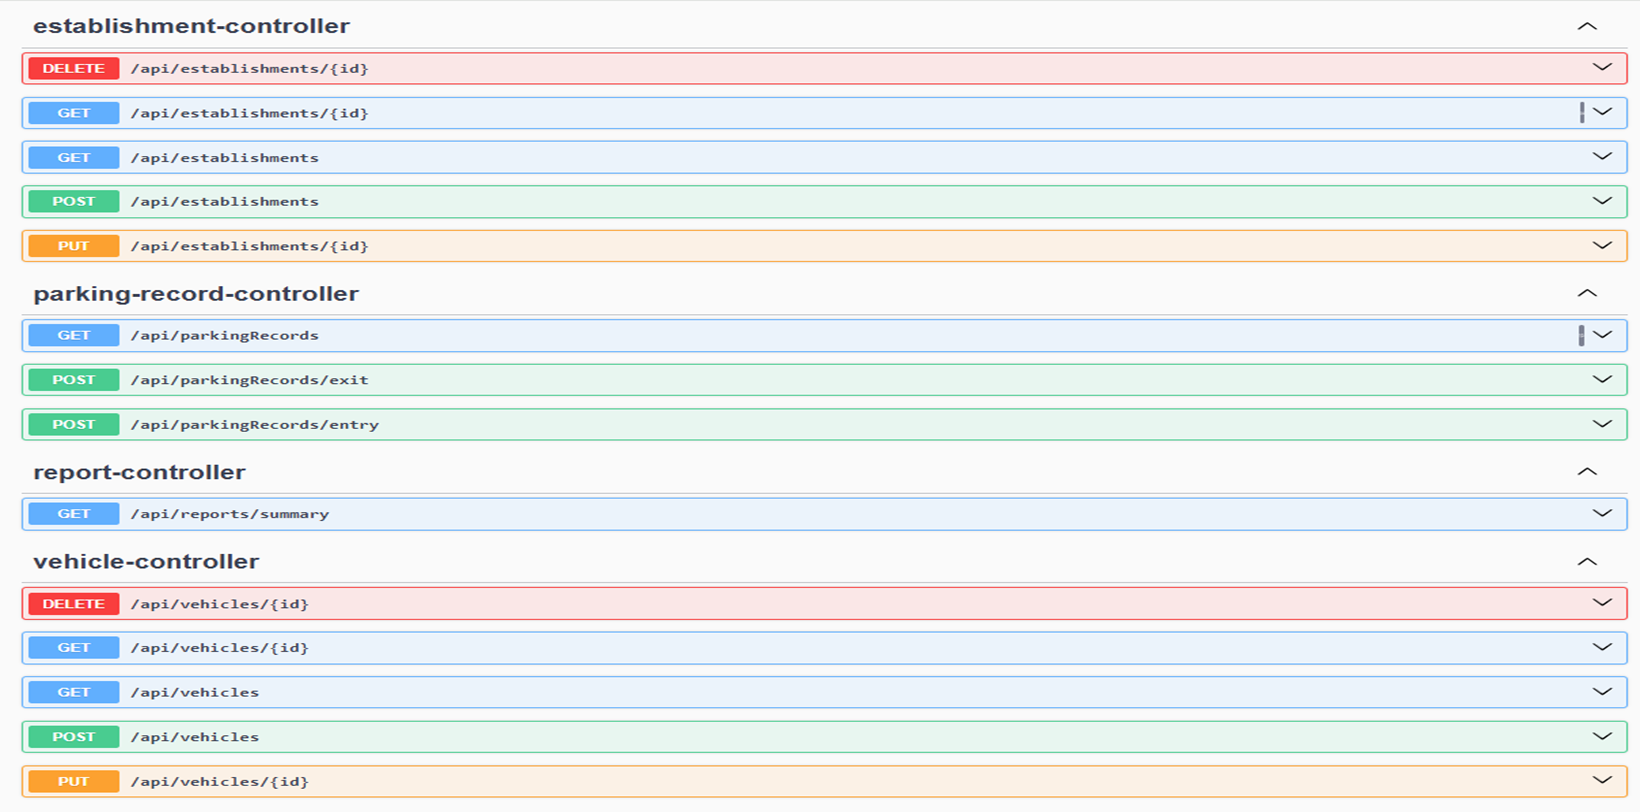 establishment-controller
DELETE /api/establishments/{id}
GET /api/establishments/{id}
GET /api/establishments
POST /api/establishments
PUT /api/establishments/{id}
parking-record-controller
GET /api/parkingRecords
POST /api/parkingRecords/exit
POST /api/parkingRecords/entry
report-controller
GET /api/reports/summary
vehicle-controller
DELETE /api/vehicles/{id}
GET /api/vehicles/{id}
GET /api/vehicles
POST /api/vehicles
PUT /api/vehicles/{id}